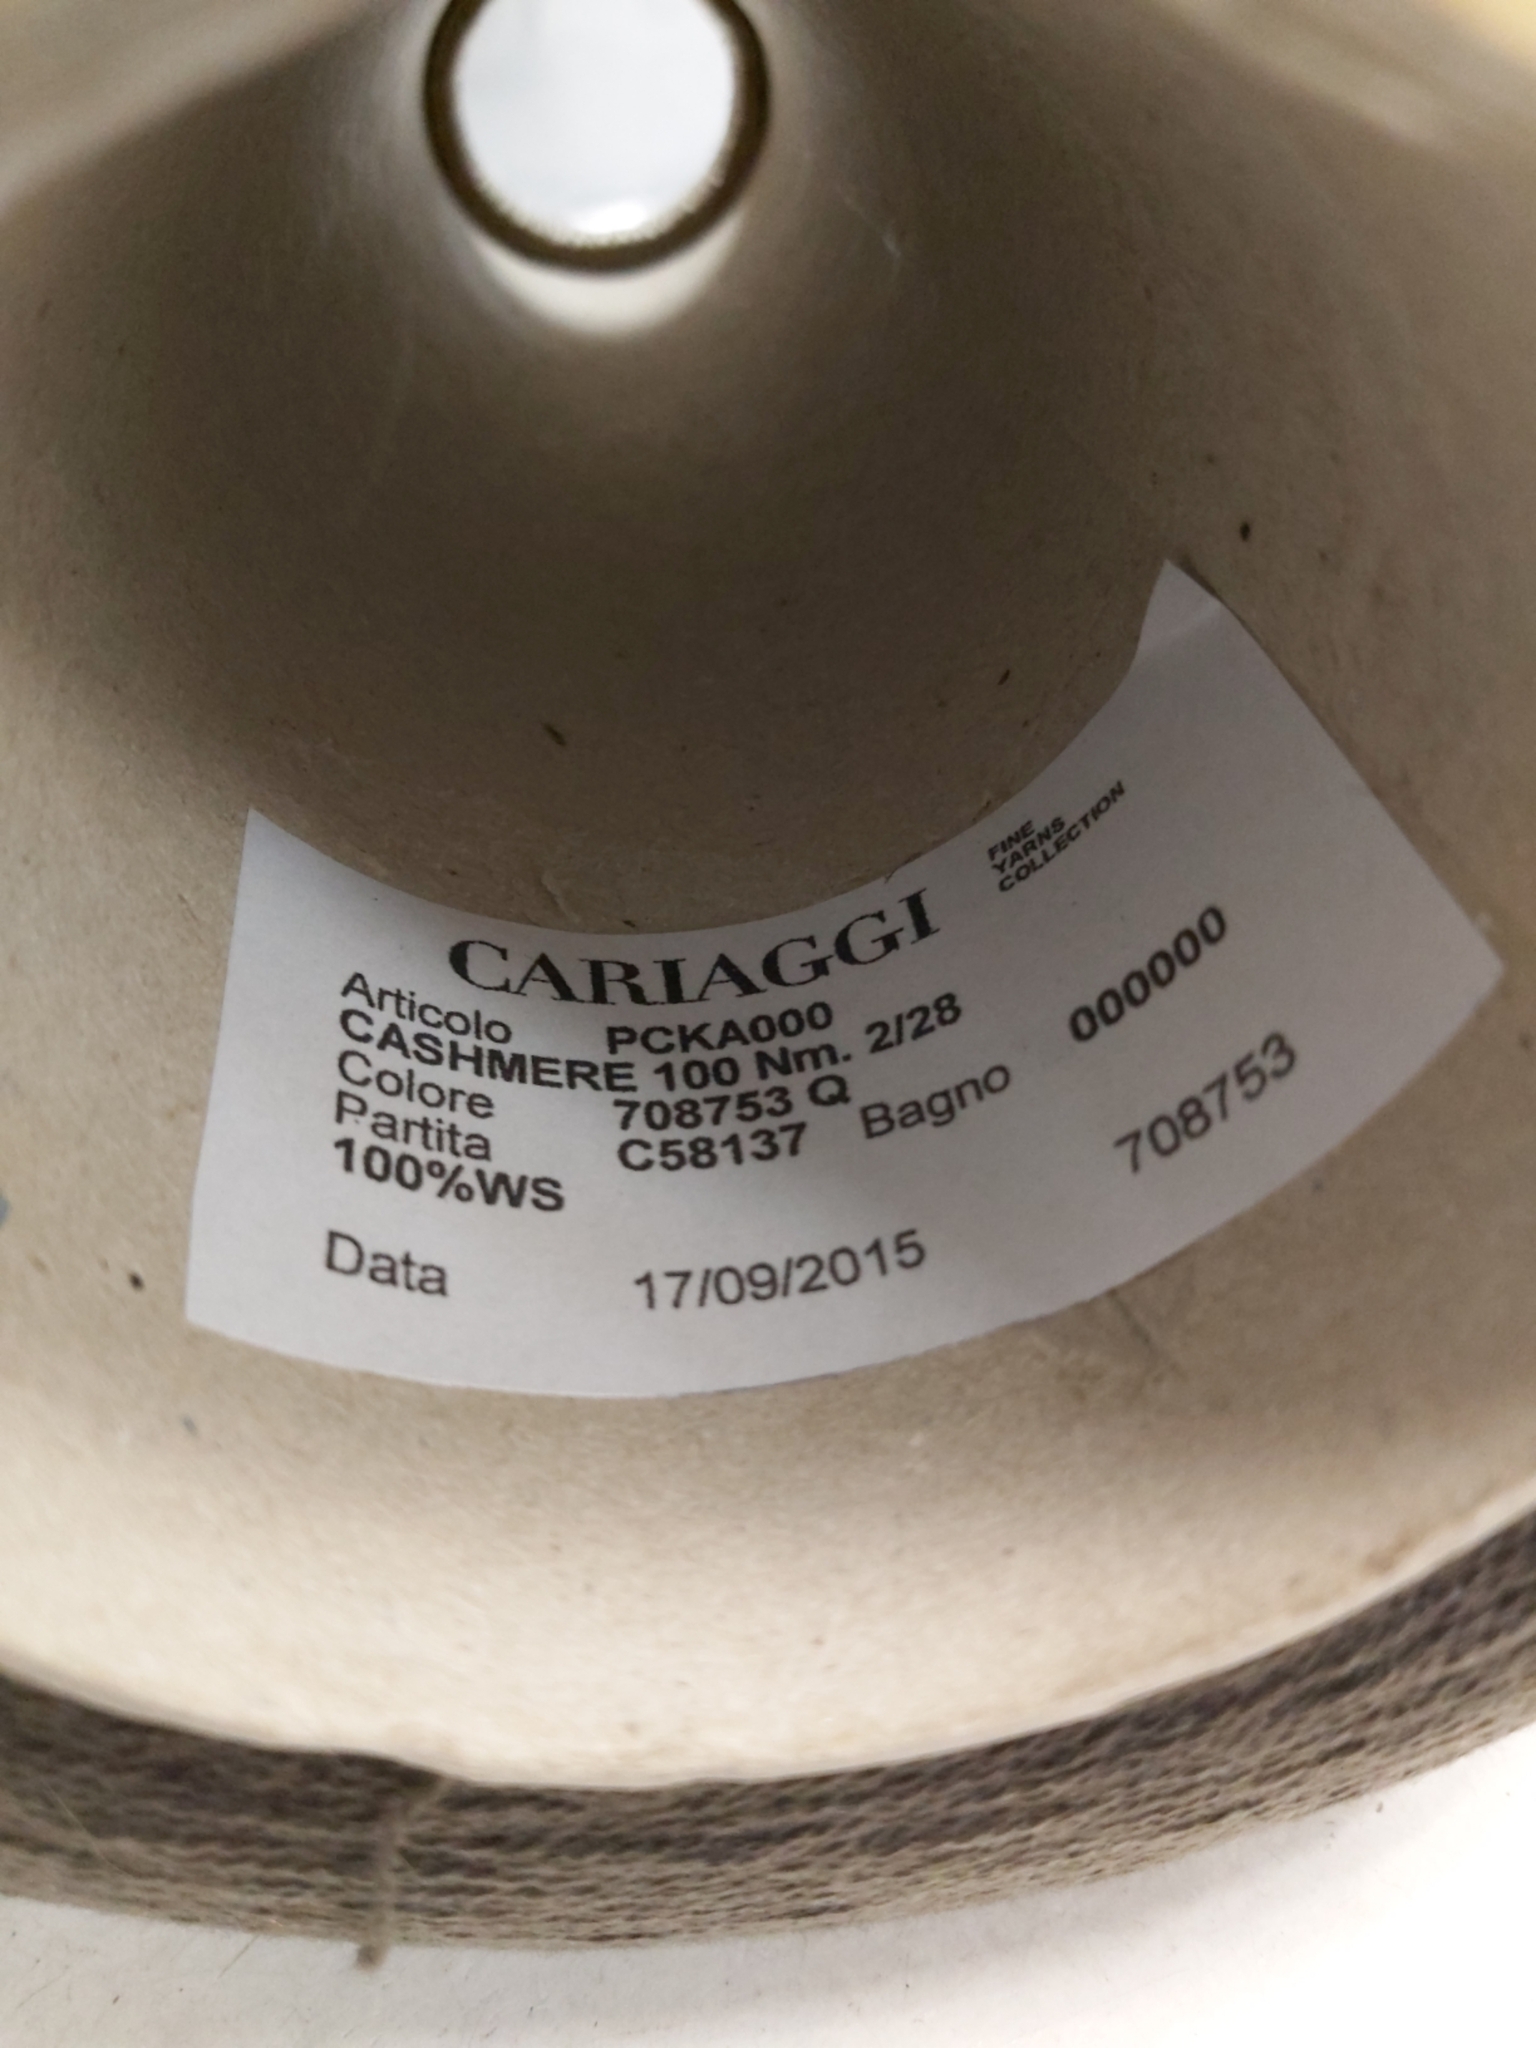 CARIAGGI
FINE
YARNS
COLLECTION
Articolo PCKA000
CASHMERE 100 Nm. 2/28
Colore 708753 Q
Partita C58137 Bagno 000000
100%WS 708753
Data 17/09/2015